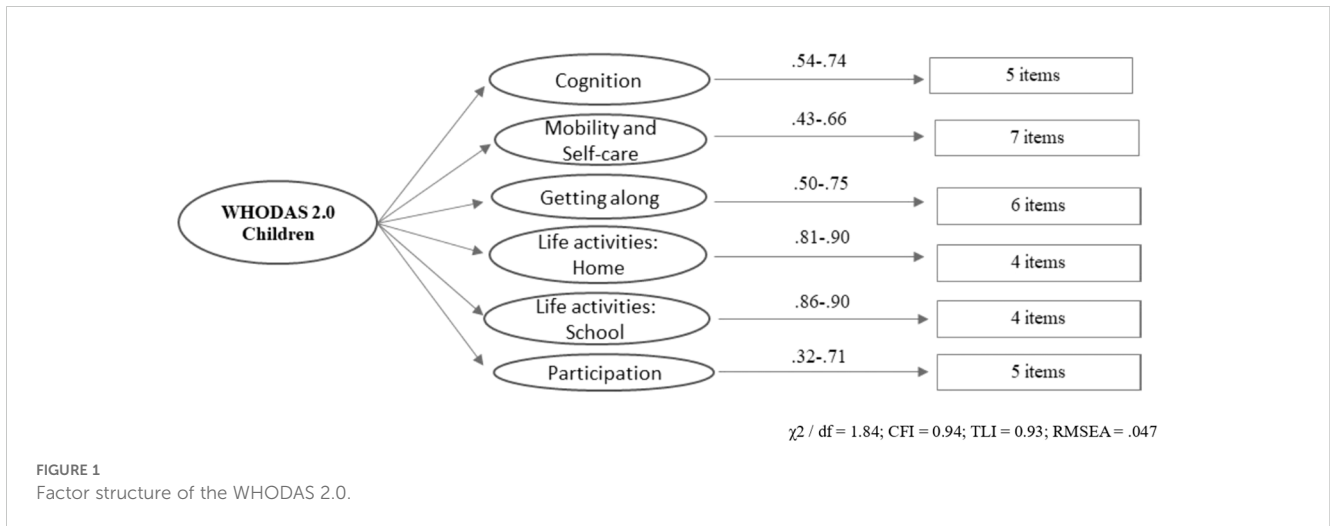 Cognition
.54-.74
5 items
Mobility and
Self-care
.43-.66
7 items
Getting along
.50-.75
6 items
WHODAS 2.0
Children
Life activities:
Home
.81-.90
4 items
Life activities:
School
.86-.90
4 items
Participation
.32-.71
5 items
χ2 / df = 1.84; CFI = 0.94; TLI = 0.93; RMSEA = .047
FIGURE 1
Factor structure of the WHODAS 2.0.